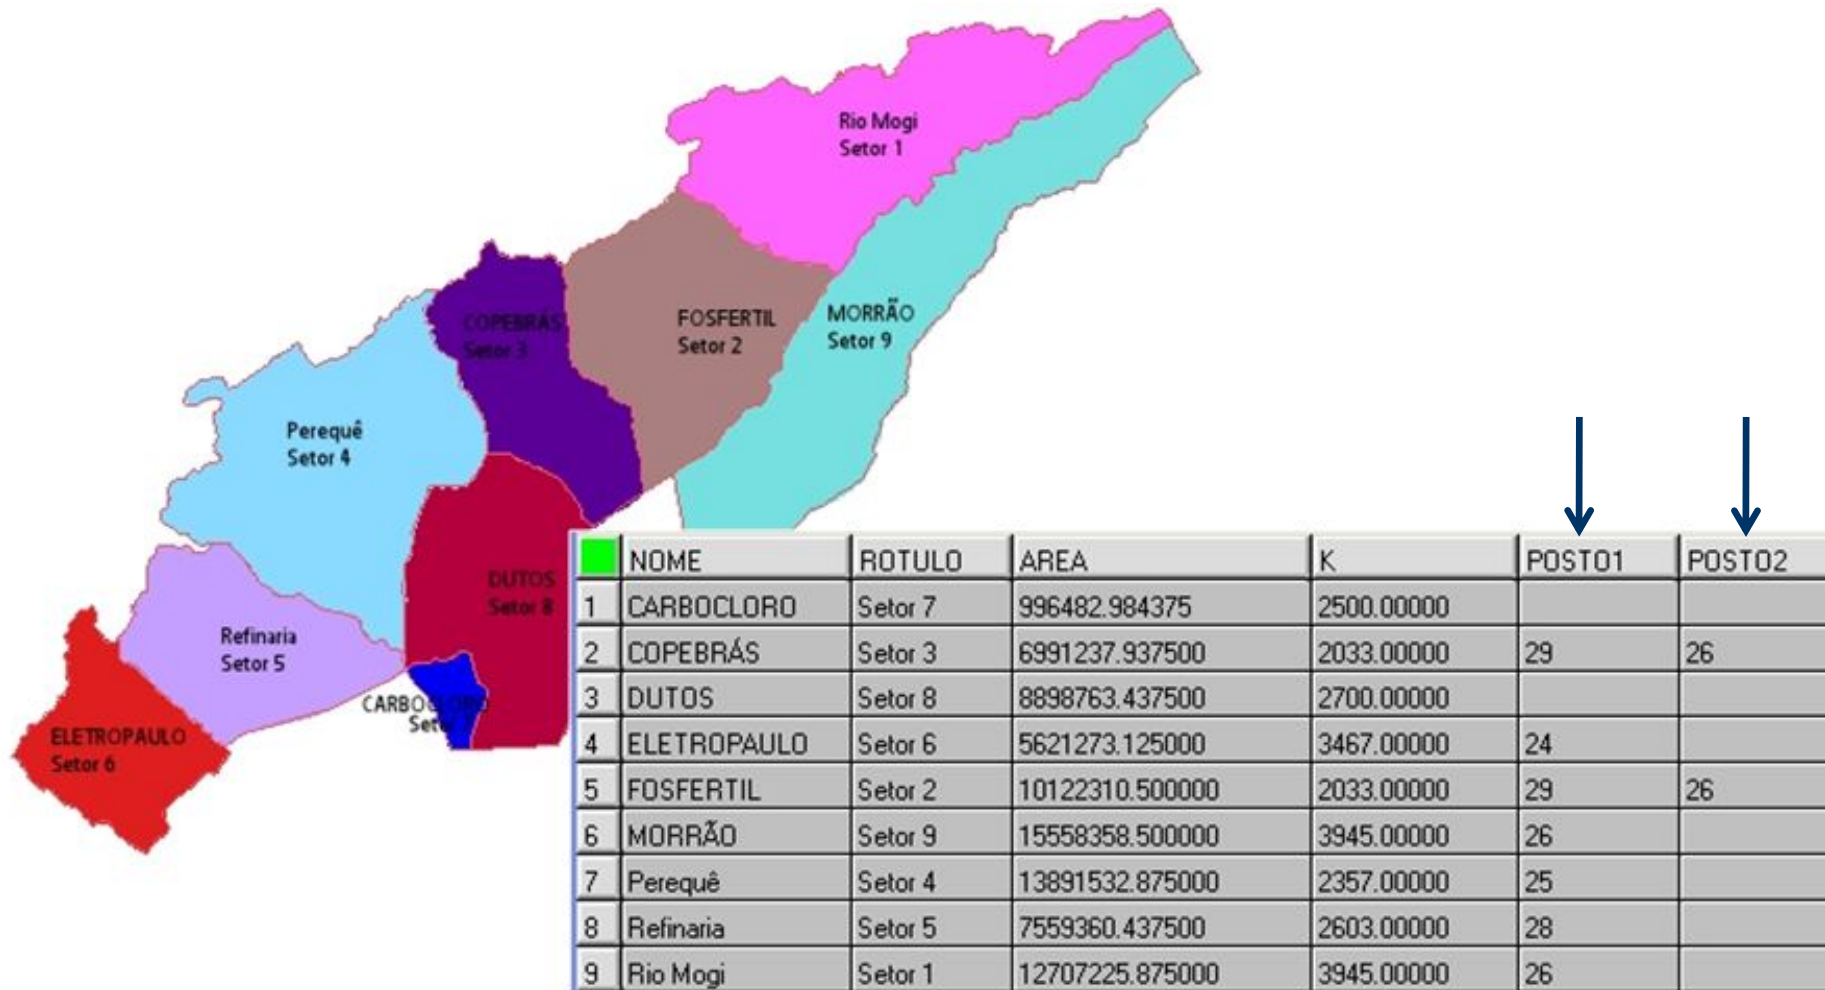 Rio Mogi
Setor 1
COPEBRÁS
Setor 3
FOSFERTIL
Setor 2
MORRÃO
Setor 9
Perequê
Setor 4
DUTOS
Setor 8
Refinaria
Setor 5
CARBOCLORO
Setor
ELETROPAULO
Setor 6
NOME ROTULO AREA K POSTO1 POSTO2
1 CARBOCLORO Setor 7 996482.984375 2500.00000
2 COPEBRÁS Setor 3 6991237.937500 2033.00000 29 26
3 DUTOS Setor 8 8898763.437500 2700.00000
4 ELETROPAULO Setor 6 5621273.125000 3467.00000 24
5 FOSFERTIL Setor 2 10122310.500000 2033.00000 29 26
6 MORRÃO Setor 9 15558358.500000 3945.00000 26
7 Perequê Setor 4 13891532.875000 2357.00000 25
8 Refinaria Setor 5 7559360.437500 2603.00000 28
9 Rio Mogi Setor 1 12707225.875000 3945.00000 26